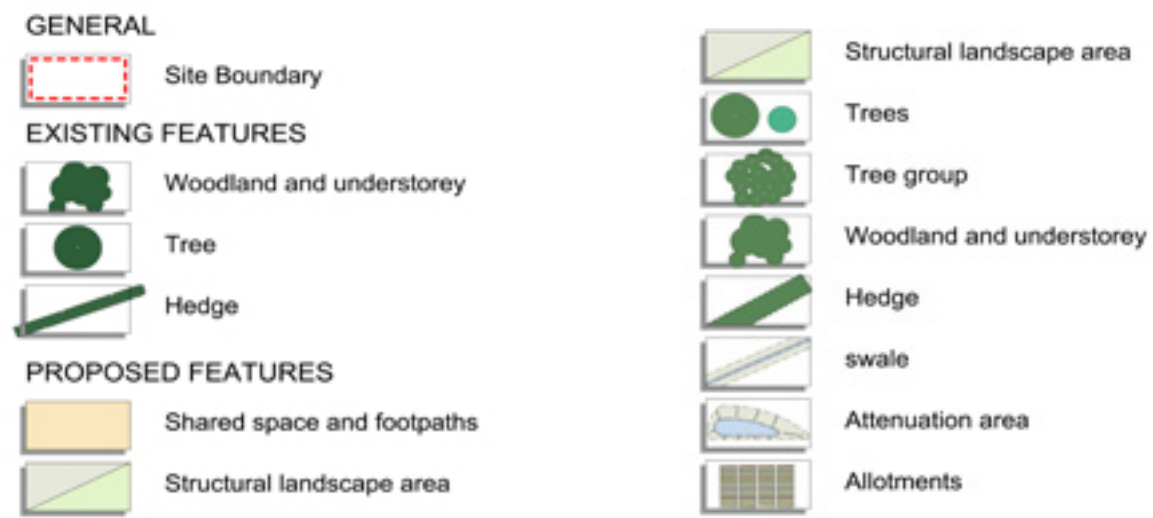 GENERAL
Site Boundary
EXISTING FEATURES
Woodland and understorey
Tree
Hedge
PROPOSED FEATURES
Shared space and footpaths
Structural landscape area
Structural landscape area
Trees
Tree group
Woodland and understorey
Hedge
swale
Attenuation area
Allotments